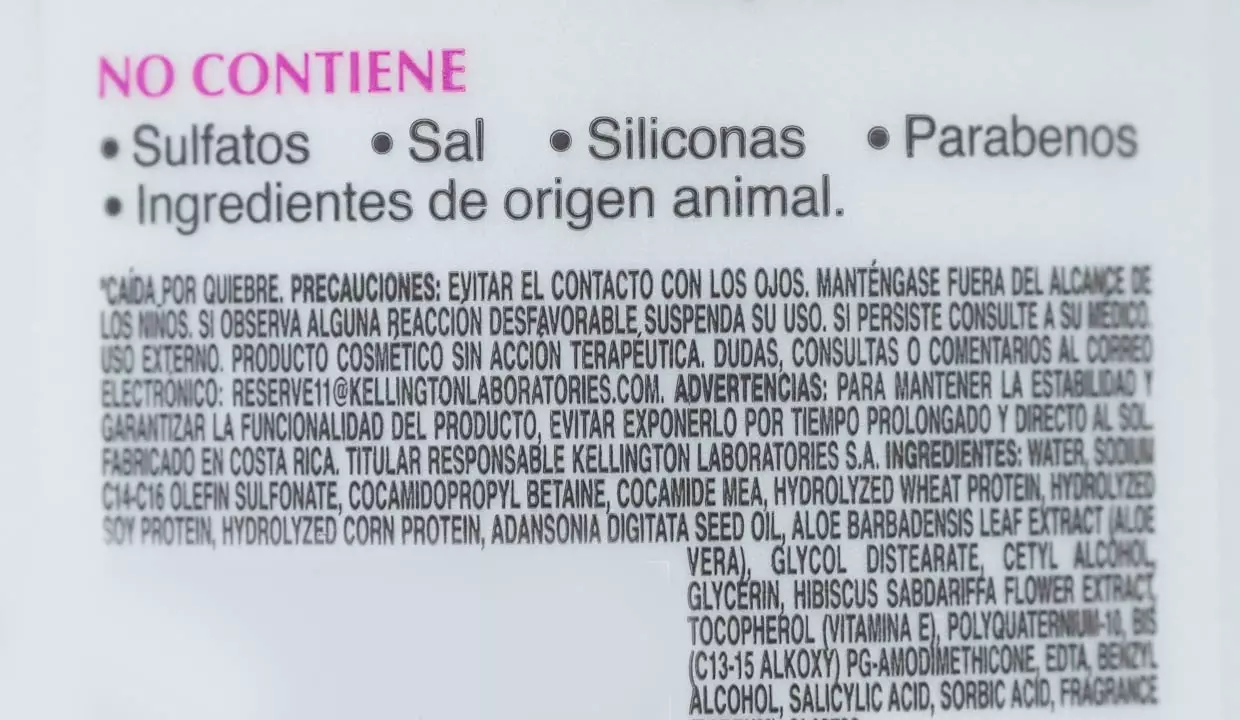 NO CONTIENE
• Sulfatos • Sal • Siliconas • Parabenos
• Ingredientes de origen animal.
*CAÍDA POR QUIEBRE. PRECAUCIONES: EVITAR EL CONTACTO CON LOS OJOS. MANTÉNGASE FUERA DEL ALCANCE DE
LOS NIÑOS. SI OBSERVA ALGUNA REACCIÓN DESFAVORABLE SUSPENDA SU USO. SI PERSISTE CONSULTE A SU MÉDICO.
USO EXTERNO. PRODUCTO COSMÉTICO SIN ACCIÓN TERAPÉUTICA. DUDAS, CONSULTAS O COMENTARIOS AL CORREO
ELECTRÓNICO: RESERVE11@KELLINGTONLABORATORIES.COM. ADVERTENCIAS: PARA MANTENER LA ESTABILIDAD Y
GARANTIZAR LA FUNCIONALIDAD DEL PRODUCTO, EVITAR EXPONERLO POR TIEMPO PROLONGADO Y DIRECTO AL SOL.
FABRICADO EN COSTA RICA. TITULAR RESPONSABLE KELLINGTON LABORATORIES S.A. INGREDIENTES: WATER, SODIUM
C14-C16 OLEFIN SULFONATE, COCAMIDOPROPYL BETAINE, COCAMIDE MEA, HYDROLYZED WHEAT PROTEIN, HYDROLYZED
SOY PROTEIN, HYDROLYZED CORN PROTEIN, ADANSONIA DIGITATA SEED OIL, ALOE BARBADENSIS LEAF EXTRACT (ALOE
VERA), GLYCOL DISTEARATE, CETYL ALCOHOL,
GLYCERIN, HIBISCUS SABDARIFFA FLOWER EXTRACT,
TOCOPHEROL (VITAMINA E), POLYQUATERNIUM-10, BIS
(C13-15 ALKOXY) PG-AMODIMETHICONE, EDTA, BENZYL
ALCOHOL, SALICYLIC ACID, SORBIC ACID, FRAGRANCE